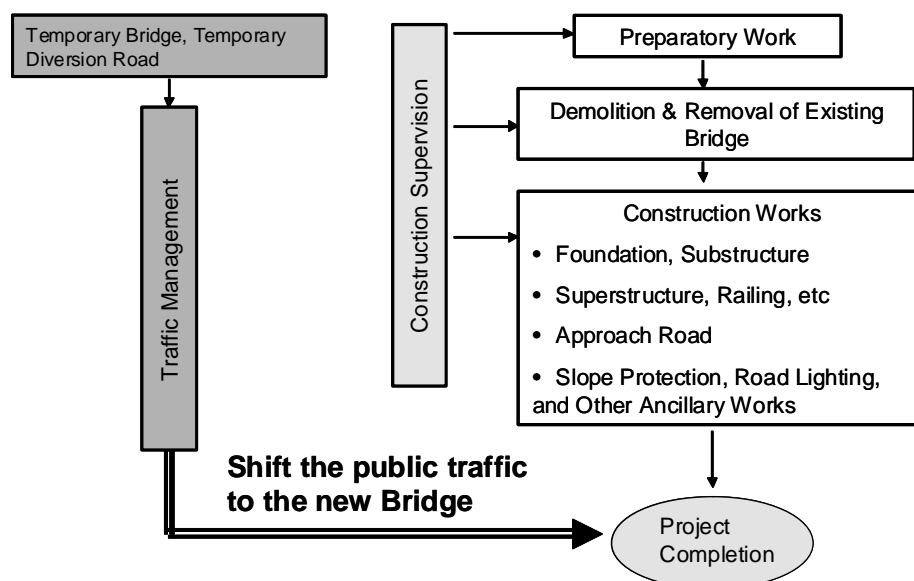 Temporary Bridge, Temporary
Diversion Road
Traffic Management
Construction Supervision
Preparatory Work
Demolition & Removal of Existing
Bridge
Construction Works
• Foundation, Substructure
• Superstructure, Railing, etc
• Approach Road
• Slope Protection, Road Lighting,
and Other Ancillary Works
Shift the public traffic
to the new Bridge
Project
Completion